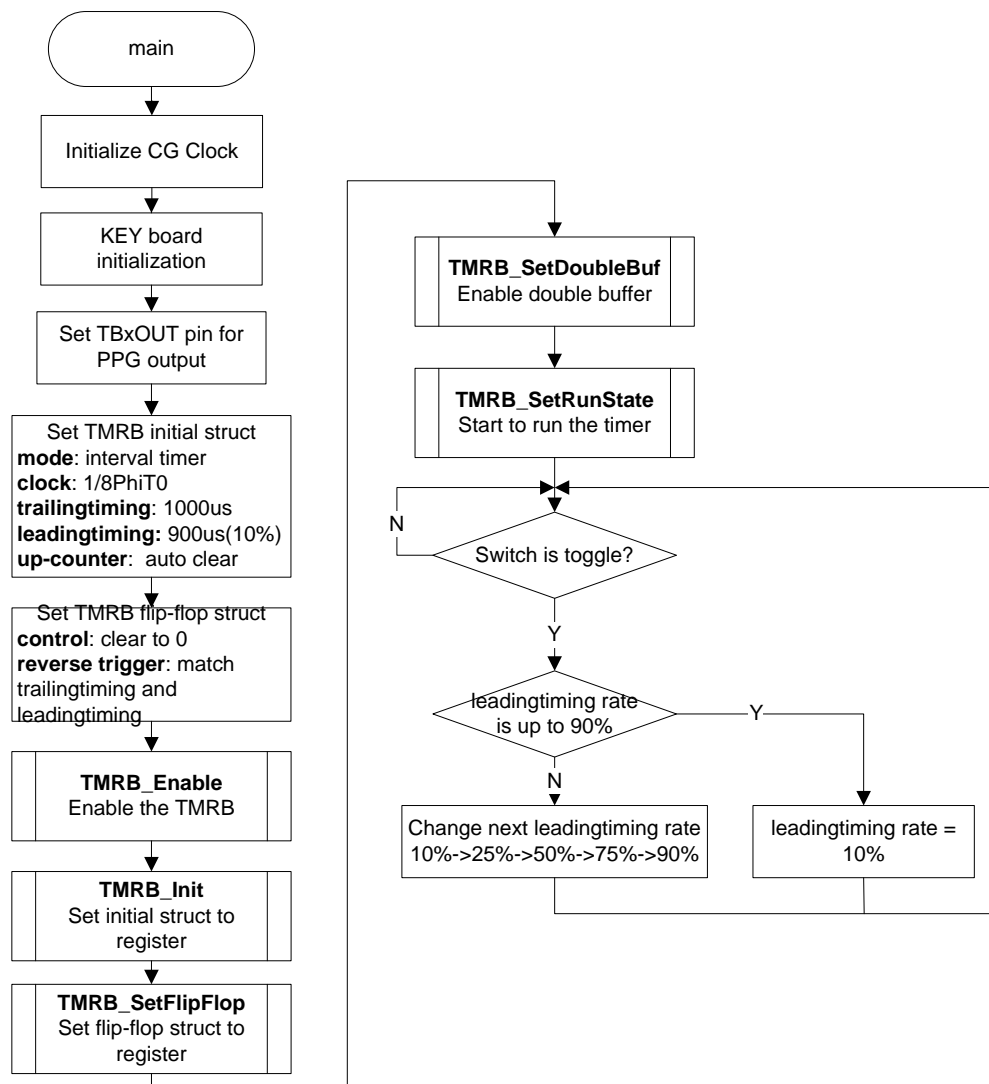 main
Initialize CG Clock
KEY board
initialization
Set TBxOUT pin for
PPG output
Set TMRB initial struct
mode: interval timer
clock: 1/8PhiT0
trailingtiming: 1000us
leadingtiming: 900us(10%)
up-counter:  auto clear
Set TMRB flip-flop struct
control: clear to 0
reverse trigger: match
trailingtiming and
leadingtiming
TMRB_Enable
Enable the TMRB
TMRB_Init
Set initial struct to
register
TMRB_SetFlipFlop
Set flip-flop struct to
register
TMRB_SetDoubleBuf
Enable double buffer
TMRB_SetRunState
Start to run the timer
N
Switch is toggle?
Y
leadingtiming rate
is up to 90%
Y
N
Change next leadingtiming rate
10%->25%->50%->75%->90%
leadingtiming rate =
10%